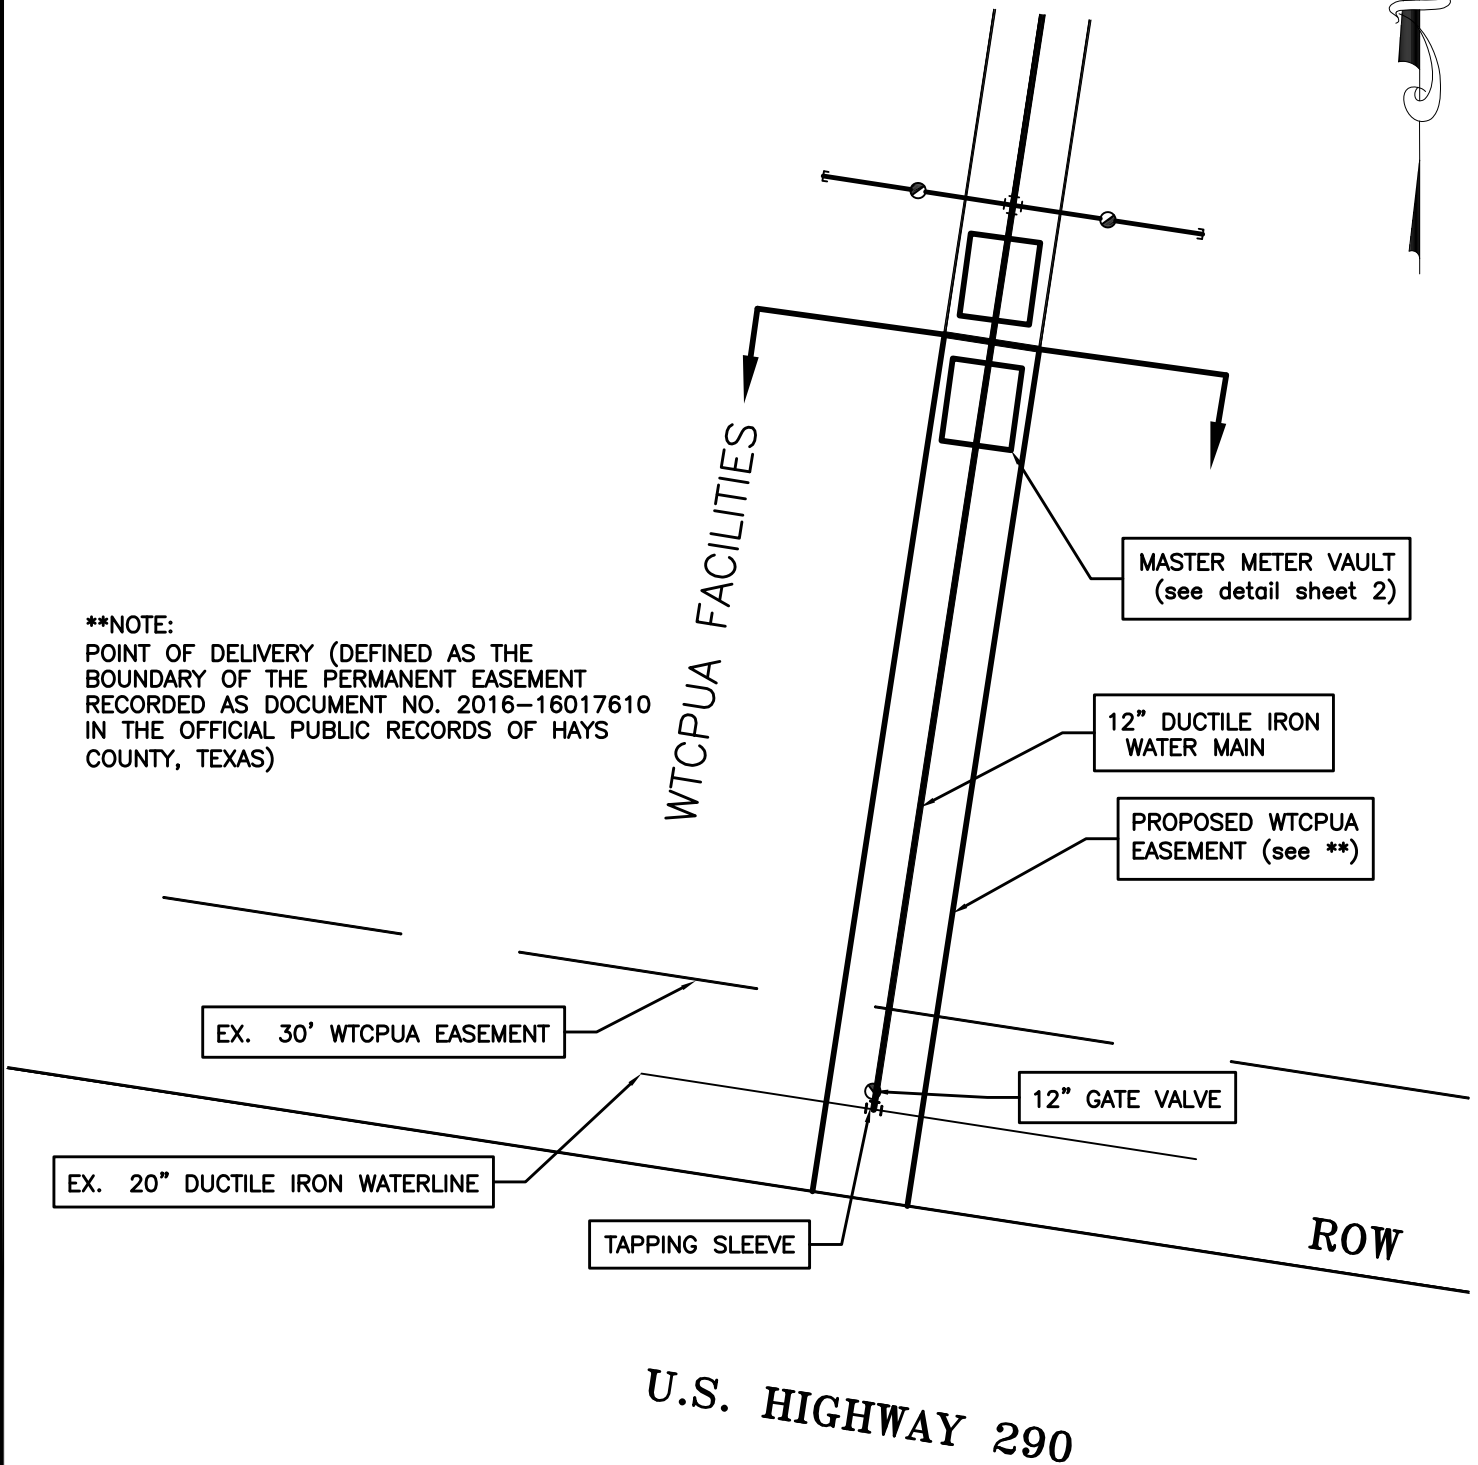 WTCPUA FACILITIES
MASTER METER VAULT
(see detail sheet 2)
**NOTE:
POINT OF DELIVERY (DEFINED AS THE
BOUNDARY OF THE PERMANENT EASEMENT
RECORDED AS DOCUMENT NO. 2016-16017610
IN THE OFFICIAL PUBLIC RECORDS OF HAYS
COUNTY, TEXAS)
12" DUCTILE IRON
WATER MAIN
PROPOSED WTCPUA
EASEMENT (see **)
EX. 30' WTCPUA EASEMENT
12" GATE VALVE
EX. 20" DUCTILE IRON WATERLINE
TAPPING SLEEVE
ROW
U.S. HIGHWAY 290